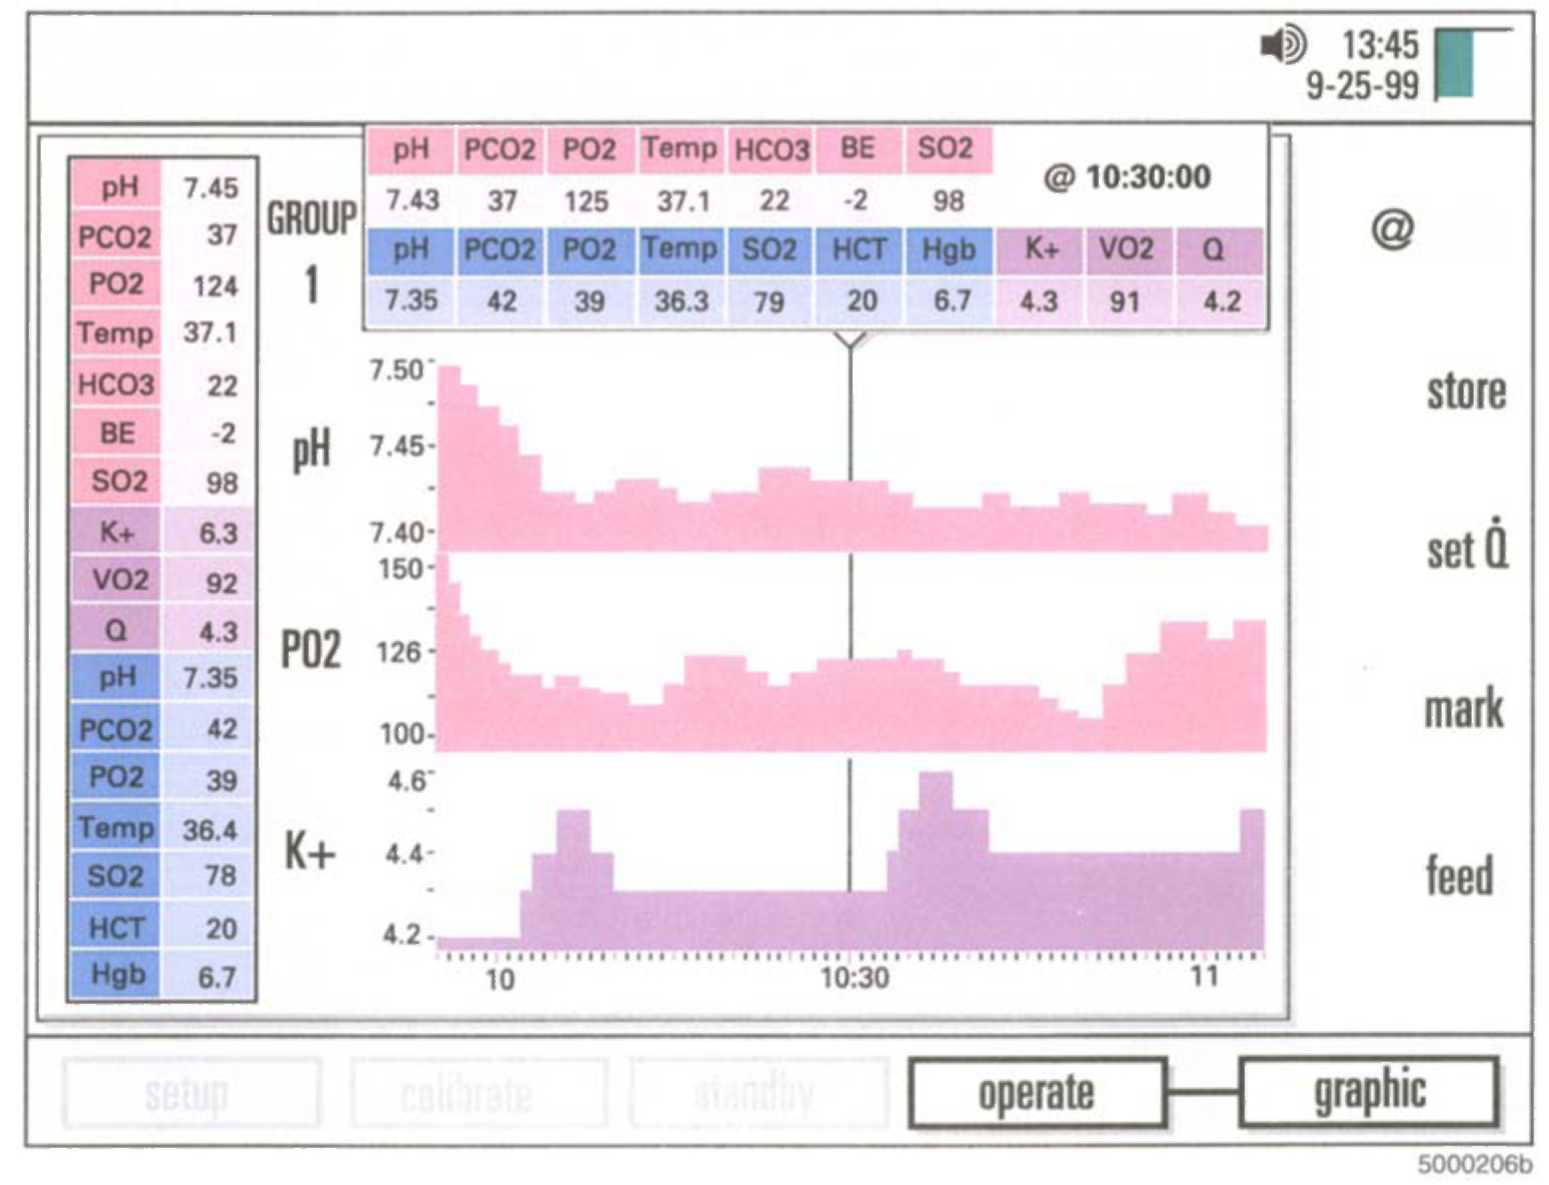 13:45
9-25-99
pH 7.45
PCO2 37
PO2 124
Temp 37.1
HCO3 22
BE -2
SO2 98
K+ 6.3
VO2 92
Q 4.3
pH 7.35
PCO2 42
PO2 39
Temp 36.4
SO2 78
HCT 20
Hgb 6.7
GROUP
1
pH PCO2 PO2 Temp HCO3 BE SO2
7.43 37 125 37.1 22 -2 98
@ 10:30:00
pH PCO2 PO2 Temp SO2 HCT Hgb K+ VO2 Q
7.35 42 39 36.3 79 20 6.7 4.3 91 4.2
pH
7.50
7.45
7.40
PO2
150
126
100
K+
4.6
4.4
4.2
10 10:30 11
@
store
set Q̇
mark
feed
setup calibrate standby operate graphic
5000206b